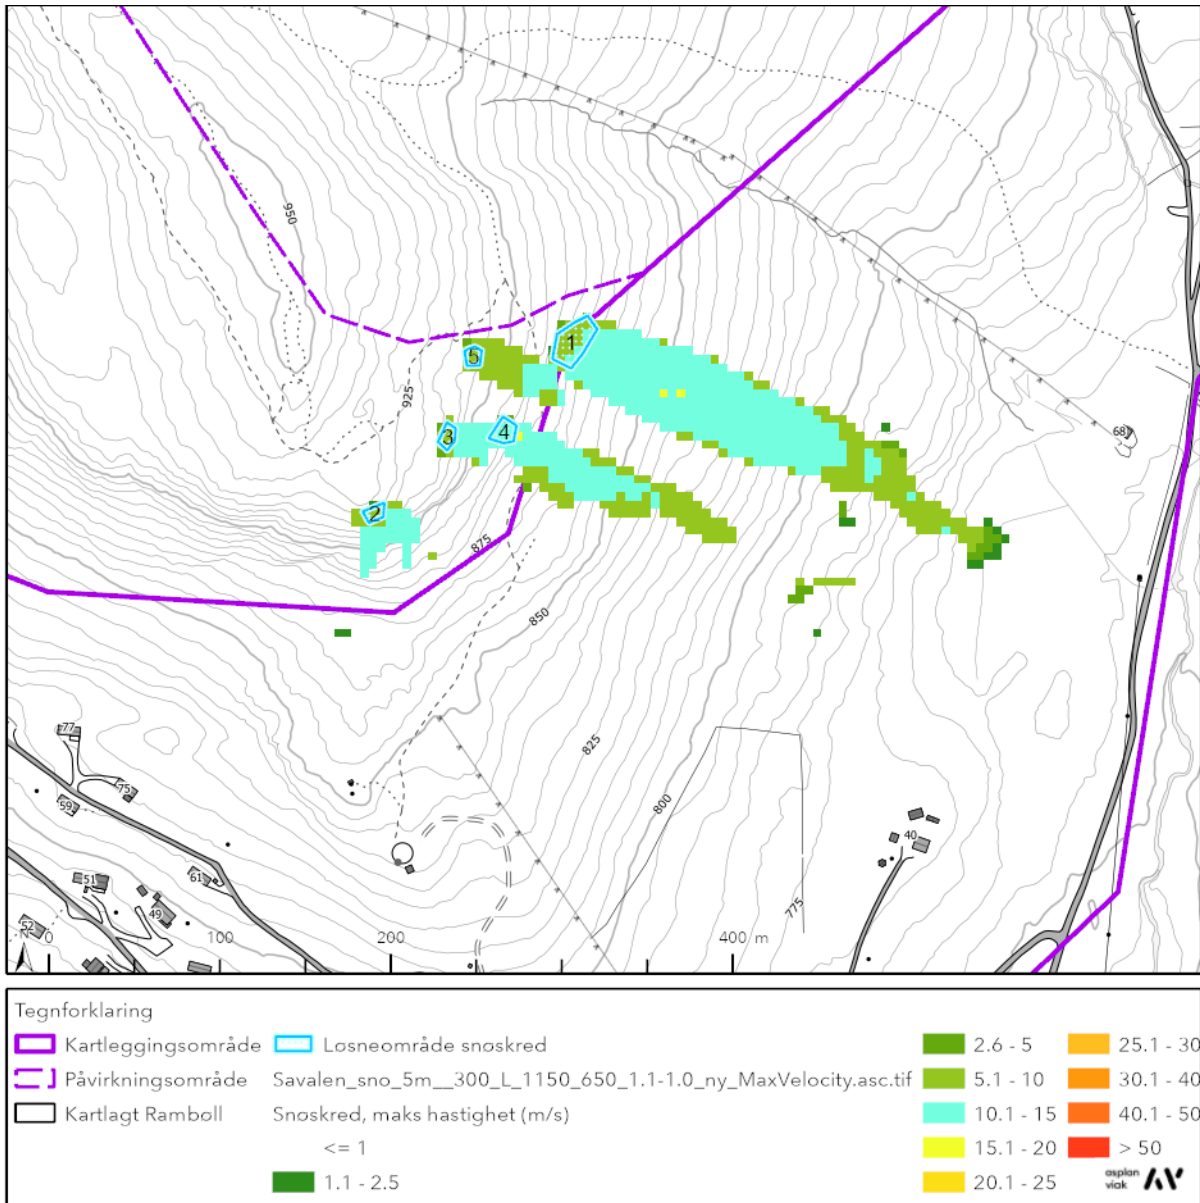 950
1
5
925
68
3
4
2
875
850
77
825
75
59
800
40
61
51
49
775
52
N 0 100 200 400 m
Tegnforklaring
Kartleggingsområde Løsneområde snøskred
Påvirkningsområde Savalen_sno_5m__300_L_1150_650_1.1-1.0_ny_MaxVelocity.asc.tif
Kartlagt Rambøll Snøskred, maks hastighet (m/s)
<= 1
1.1 - 2.5
2.6 - 5
5.1 - 10
10.1 - 15
15.1 - 20
20.1 - 25
25.1 - 30
30.1 - 40
40.1 - 50
> 50
asplan
viak